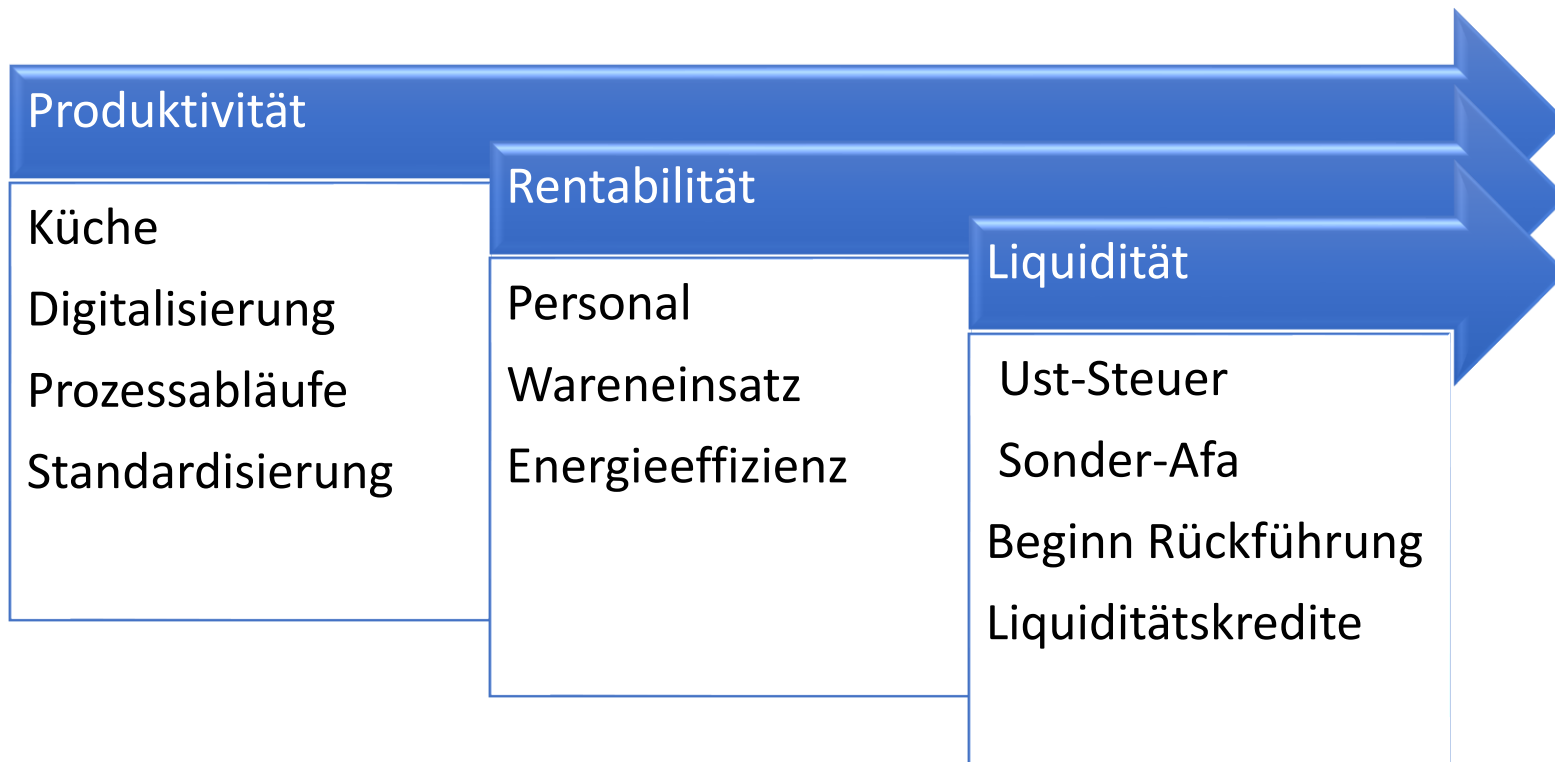 Produktivität
Küche
Digitalisierung
Prozessabläufe
Standardisierung
Rentabilität
Personal
Wareneinsatz
Energieeffizienz
Liquidität
Ust-Steuer
Sonder-Afa
Beginn Rückführung
Liquiditätskredite